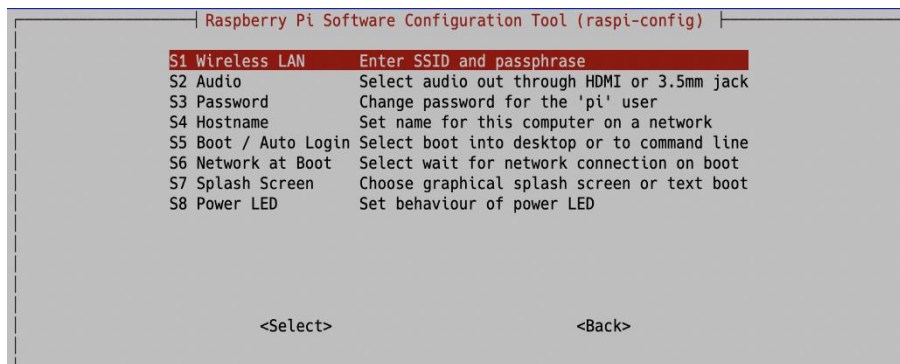 Raspberry Pi Software Configuration Tool (raspi-config)
S1 Wireless LAN Enter SSID and passphrase
S2 Audio Select audio out through HDMI or 3.5mm jack
S3 Password Change password for the 'pi' user
S4 Hostname Set name for this computer on a network
S5 Boot / Auto Login Select boot into desktop or to command line
S6 Network at Boot Select wait for network connection on boot
S7 Splash Screen Choose graphical splash screen or text boot
S8 Power LED Set behaviour of power LED
<Select> <Back>